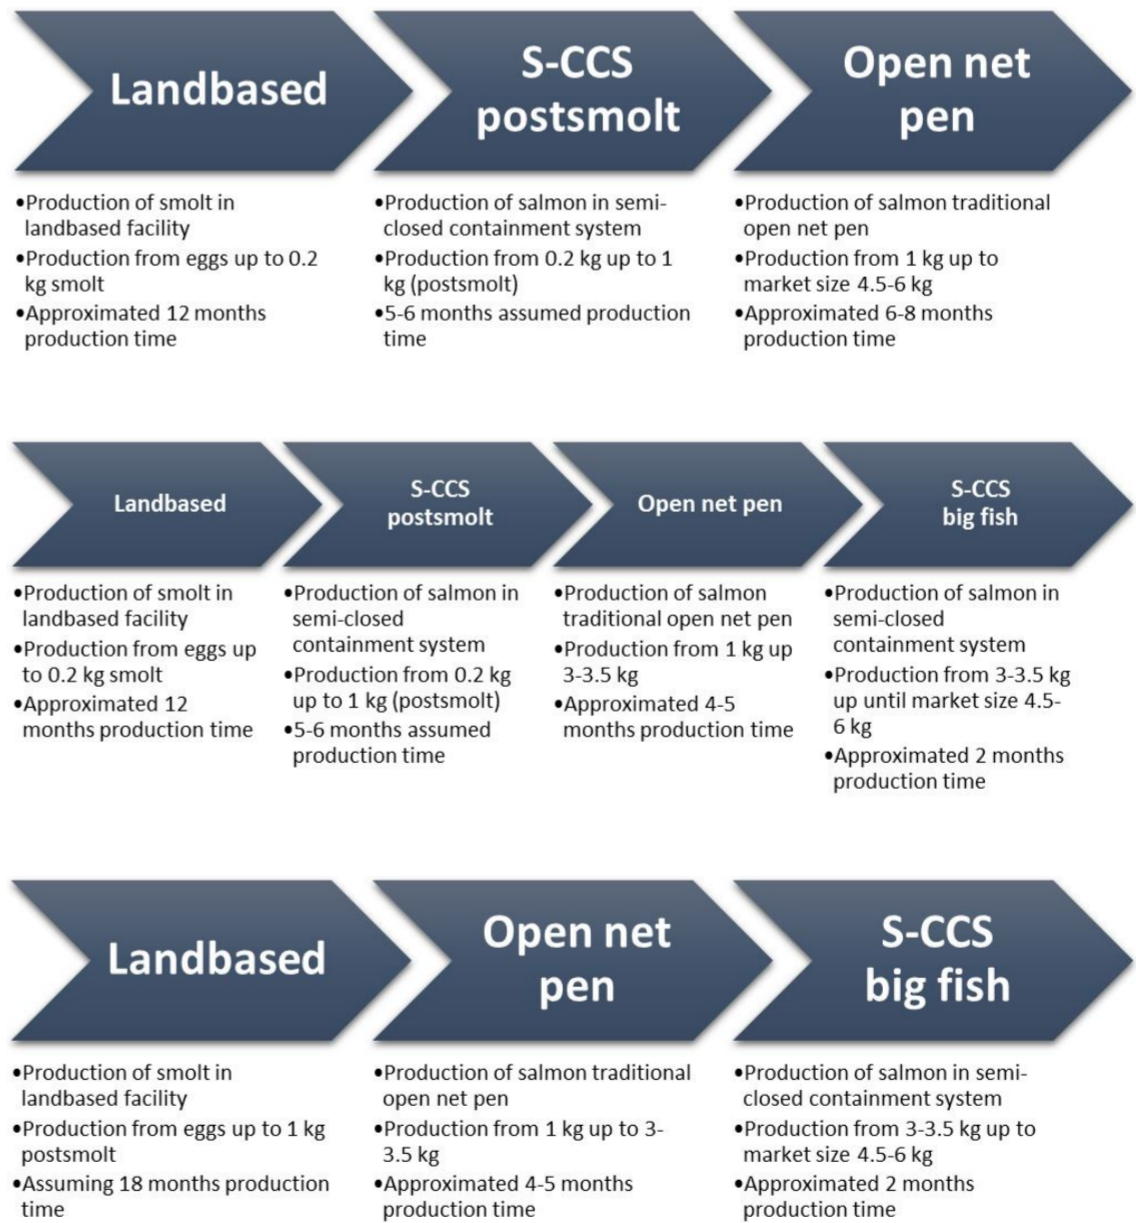 Landbased
S-CCS
postsmolt
Open net
pen
•Production of smolt in
landbased facility
•Production from eggs up to 0.2
kg smolt
•Approximated 12 months
production time
•Production of salmon in semi-
closed containment system
•Production from 0.2 kg up to 1
kg (postsmolt)
•5-6 months assumed production
time
•Production of salmon traditional
open net pen
•Production from 1 kg up to
market size 4.5-6 kg
•Approximated 6-8 months
production time
Landbased
S-CCS
postsmolt
Open net pen
S-CCS
big fish
•Production of smolt in
landbased facility
•Production from eggs up
to 0.2 kg smolt
•Approximated 12
months production time
•Production of salmon in
semi-closed
containment system
•Production from 0.2 kg
up to 1 kg (postsmolt)
•5-6 months assumed
production time
•Production of salmon
traditional open net pen
•Production from 1 kg up
3-3.5 kg
•Approximated 4-5
months production time
•Production of salmon in
semi-closed
containment system
•Production from 3-3.5 kg
up until market size 4.5-
6 kg
•Approximated 2 months
production time
Landbased
Open net
pen
S-CCS
big fish
•Production of smolt in
landbased facility
•Production from eggs up to 1 kg
postsmolt
•Assuming 18 months production
time
•Production of salmon traditional
open net pen
•Production from 1 kg up to 3-
3.5 kg
•Approximated 4-5 months
production time
•Production of salmon in semi-
closed containment system
•Production from 3-3.5 kg up to
market size 4.5-6 kg
•Approximated 2 months
production time